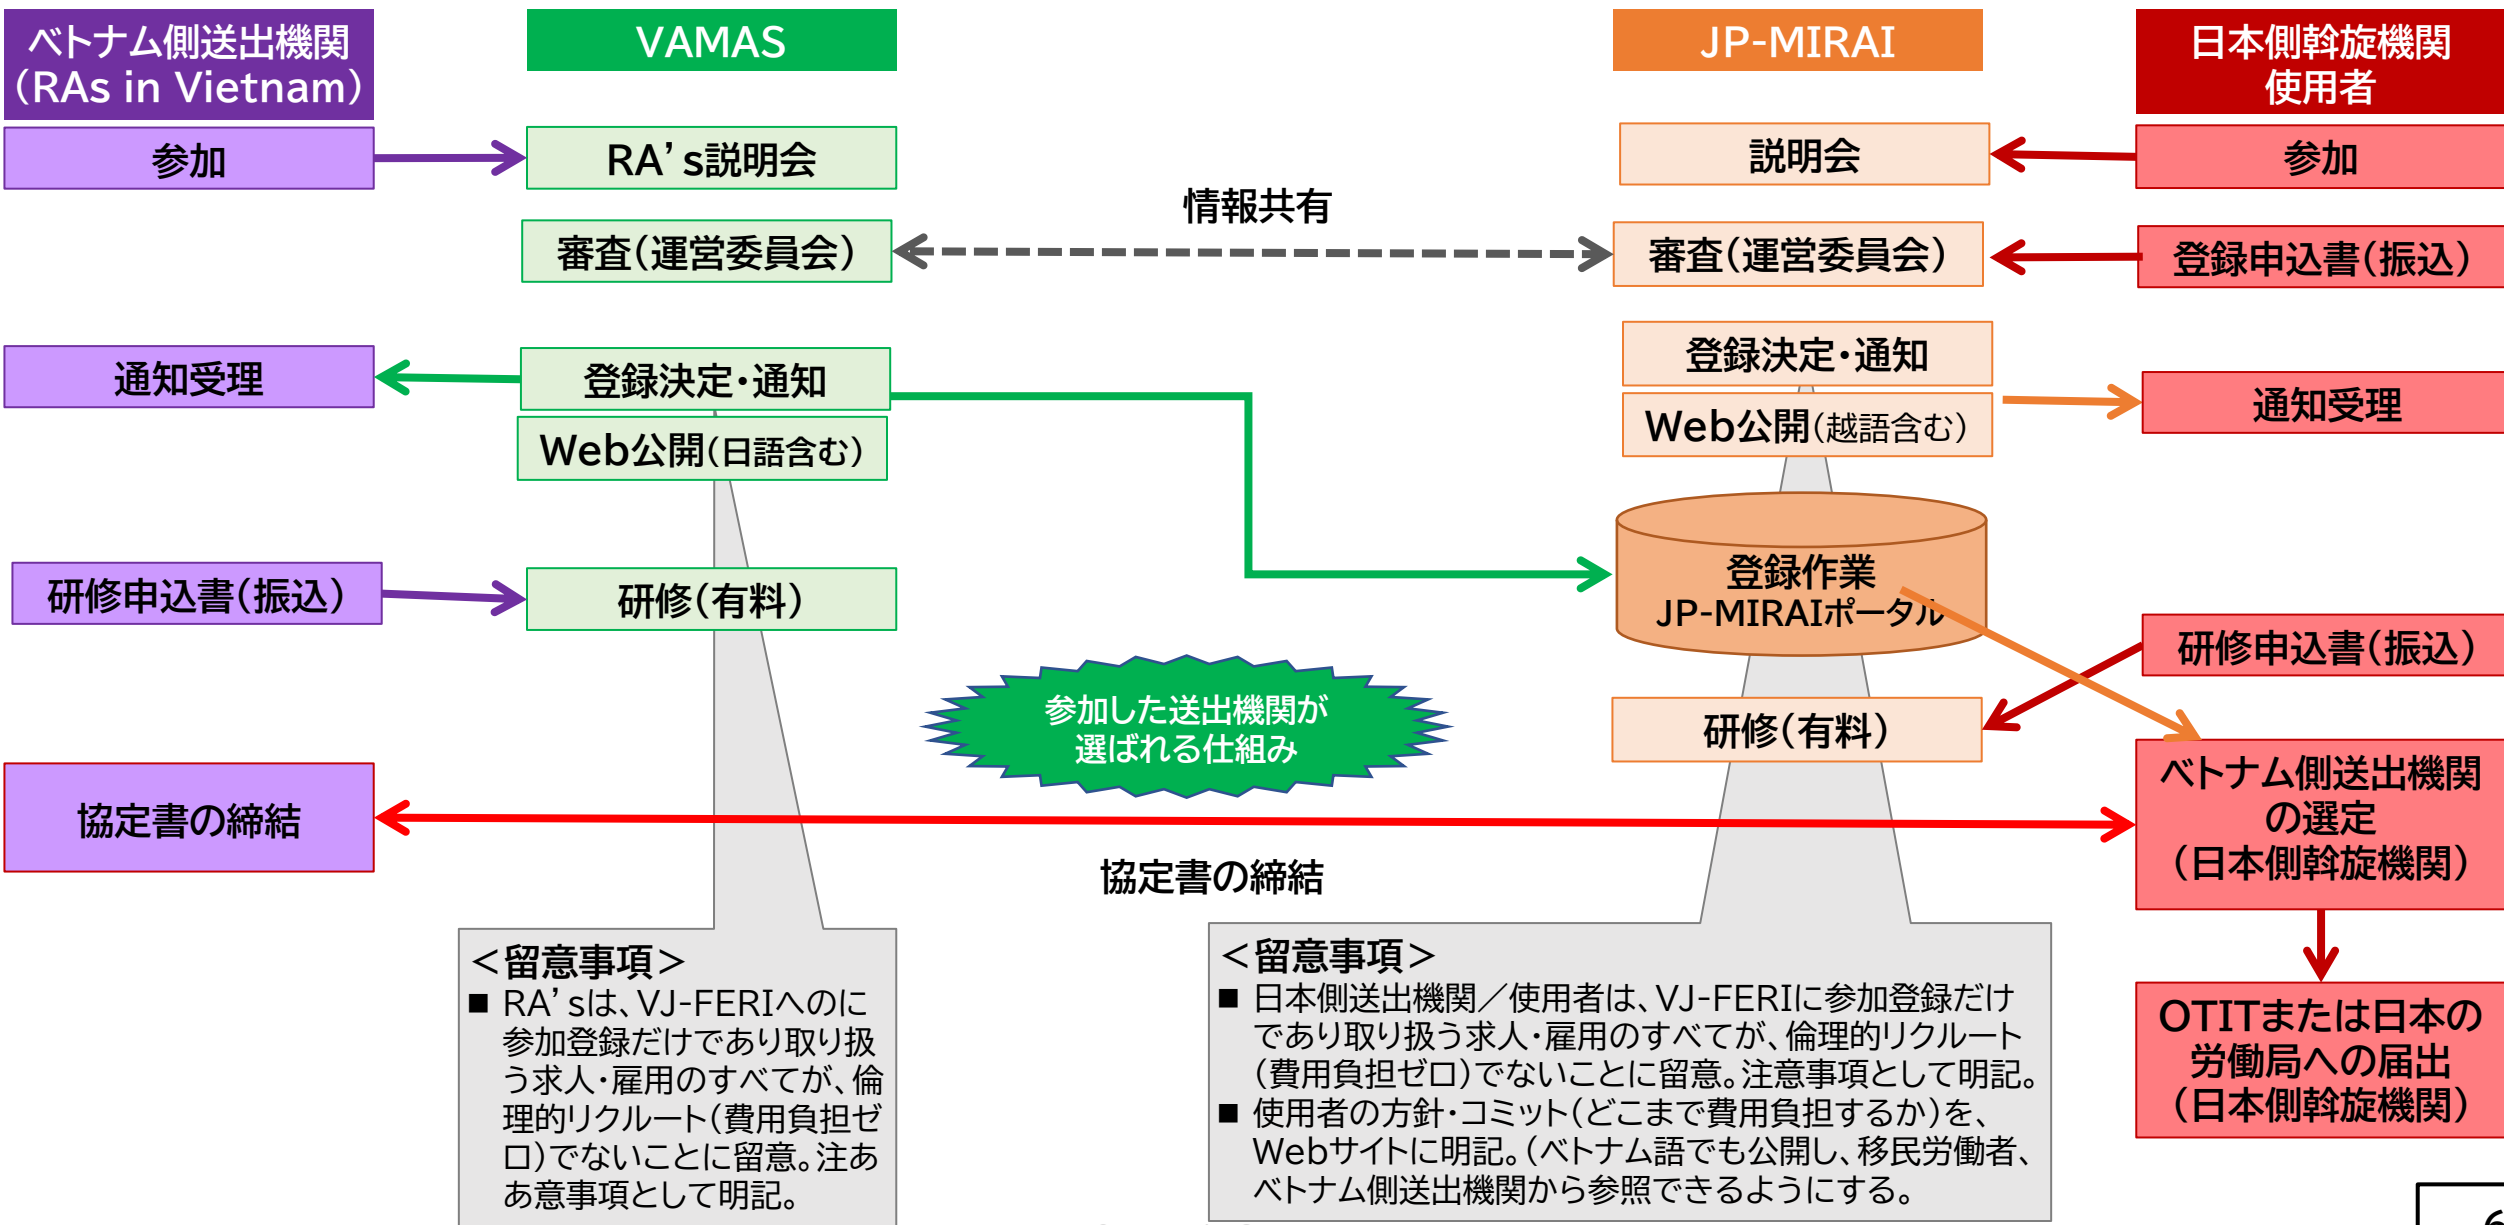 ベトナム側送出機関
(RAs in Vietnam)
VAMAS
JP-MIRAI
日本側斡旋機関
使用者
参加
RA’s説明会
説明会
参加
情報共有
審査(運営委員会)
審査(運営委員会)
登録申込書(振込)
通知受理
登録決定・通知
登録決定・通知
通知受理
Web公開(日語含む)
Web公開(越語含む)
登録作業
JP-MIRAIポータル
研修申込書(振込)
研修(有料)
研修申込書(振込)
参加した送出機関が
選ばれる仕組み
研修(有料)
ベトナム側送出機関
の選定
(日本側斡旋機関)
協定書の締結
協定書の締結
<留意事項>
■ RA’sは、VJ-FERIへのに
参加登録だけであり取り扱
う求人・雇用のすべてが、倫
理的リクルート(費用負担ゼ
ロ)でないことに留意。注あ
あ意事項として明記。
<留意事項>
■ 日本側送出機関／使用者は、VJ-FERIに参加登録だけ
であり取り扱う求人・雇用のすべてが、倫理的リクルート
(費用負担ゼロ)でないことに留意。注意事項として明記。
■ 使用者の方針・コミット(どこまで費用負担するか)を、
Webサイトに明記。(ベトナム語でも公開し、移民労働者、
ベトナム側送出機関から参照できるようにする。
OTITまたは日本の
労働局への届出
(日本側斡旋機関)